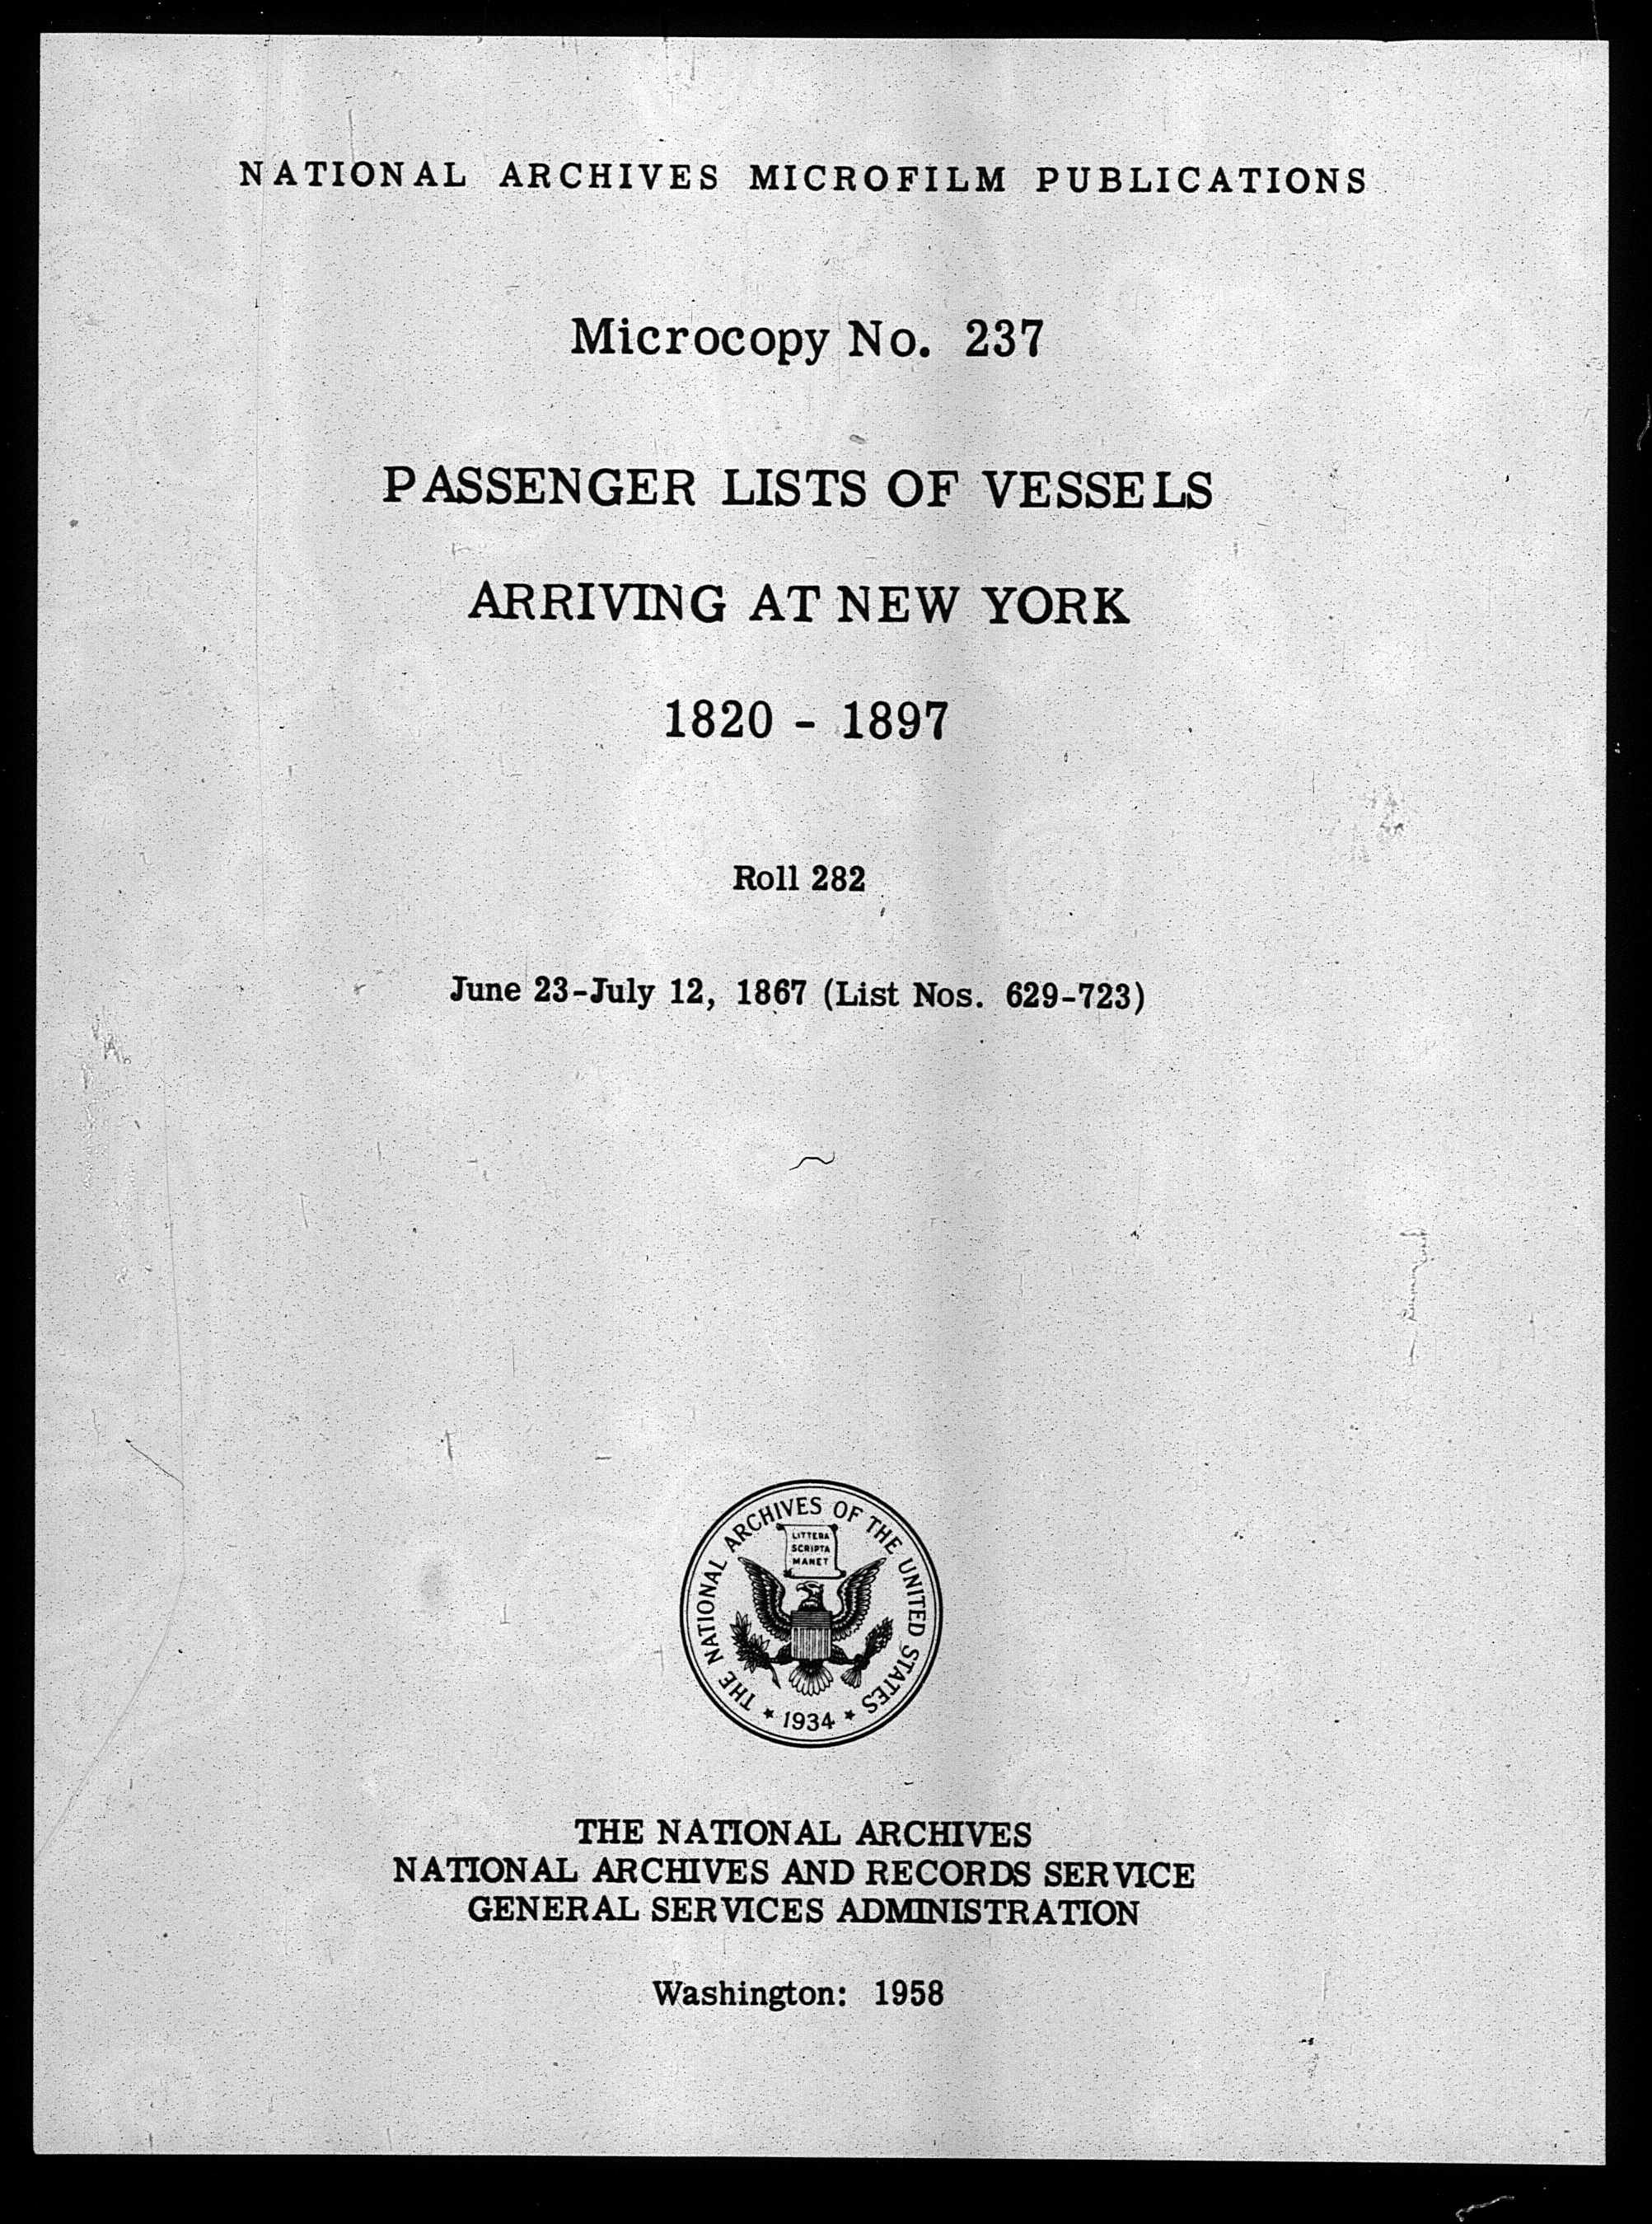 NATIONAL ARCHIVES MICROFILM PUBLICATIONS
Microcopy No. 237
PASSENGER LISTS OF VESSELS
ARRIVING AT NEW YORK
1820 - 1897
Roll 282
June 23-July 12, 1867 (List Nos. 629-723)
THE NATIONAL ARCHIVES OF THE UNITED STATES
LITTERA
SCRIPTA
MANET
★ 1934 ★
THE NATIONAL ARCHIVES
NATIONAL ARCHIVES AND RECORDS SERVICE
GENERAL SERVICES ADMINISTRATION
Washington: 1958